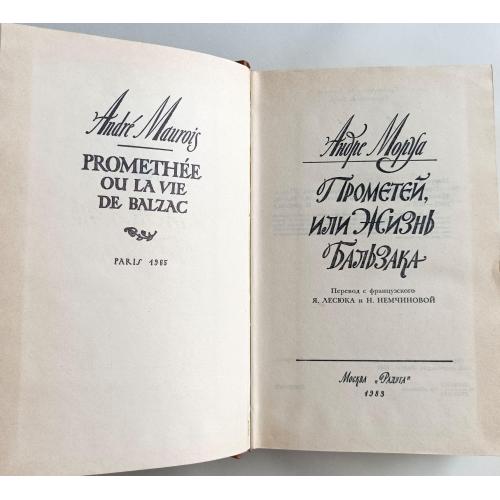 André Maurois
PROMETHÉE
OU LA VIE
DE BALZAC
PARIS 1965
Андре Моруа
Прометей,
или Жизнь
Бальзака
Перевод с французского
Я. ЛЕСЮКА и Н. НЕМЧИНОВОЙ
Москва „Радуга"
1983